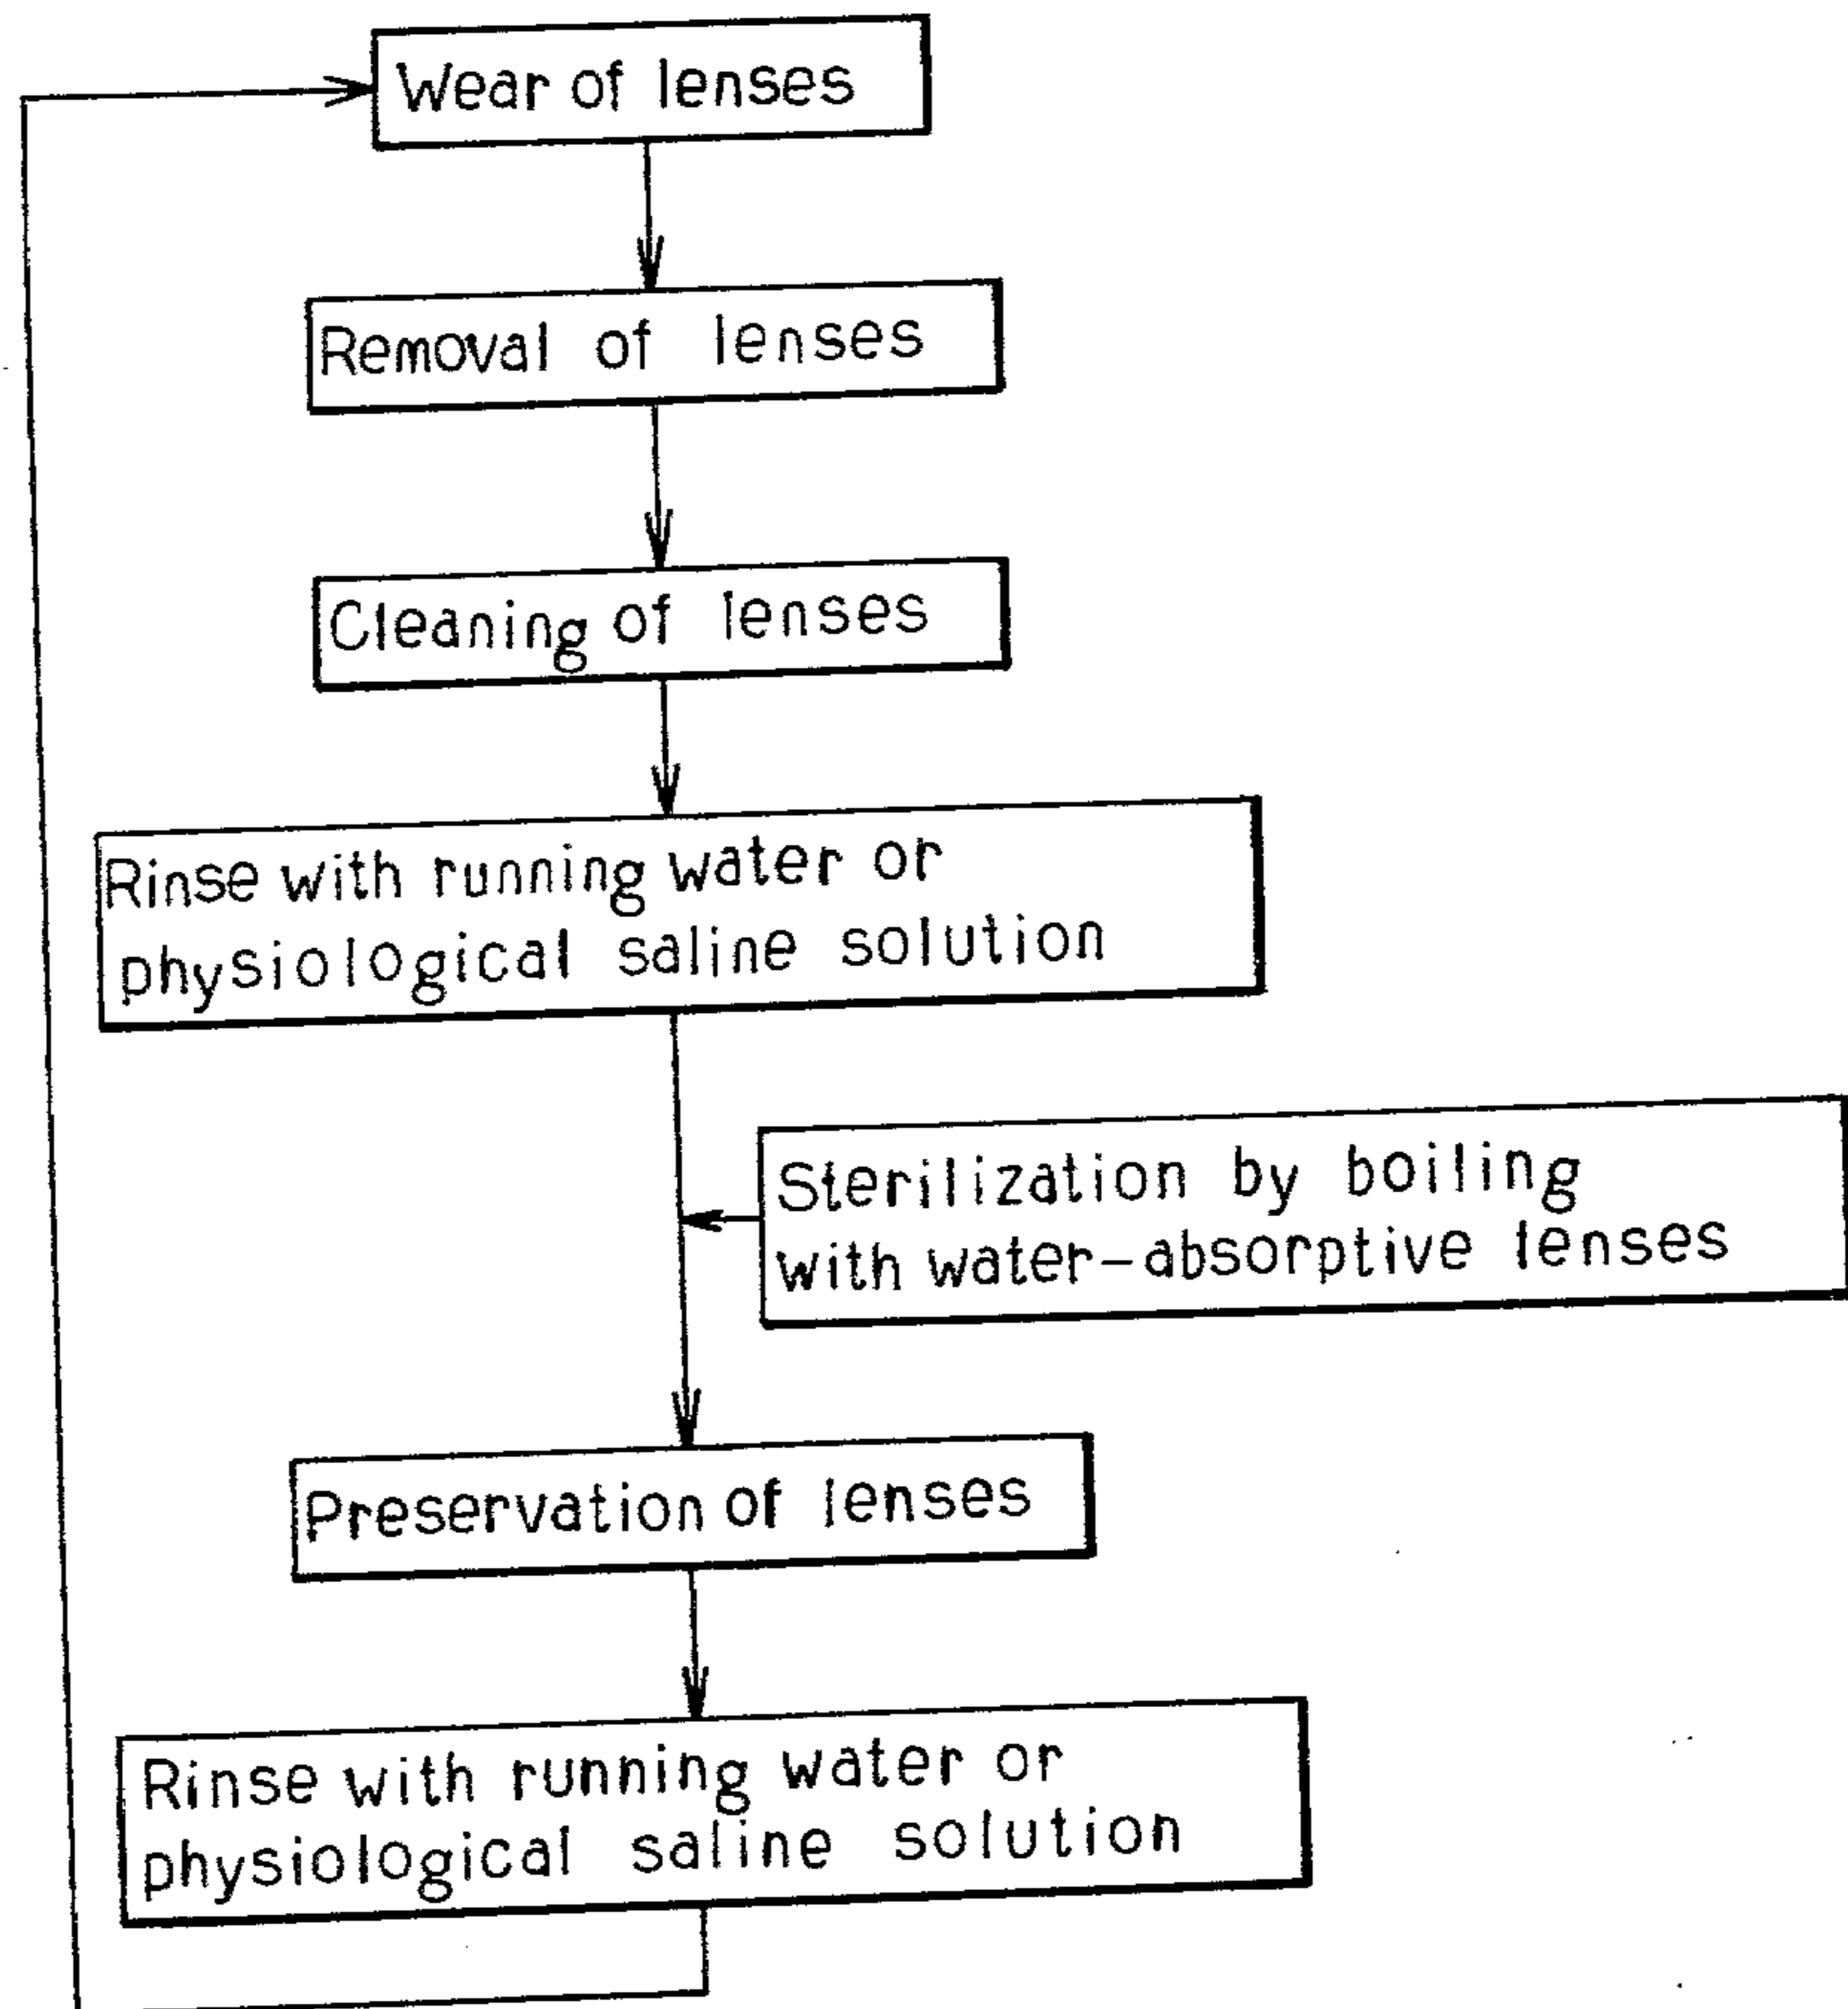 Wear of lenses
Removal of lenses
Cleaning of lenses
Rinse with running water or
physiological saline solution
Sterilization by boiling
with water-absorptive lenses
Preservation of lenses
Rinse with running water or
physiological saline solution